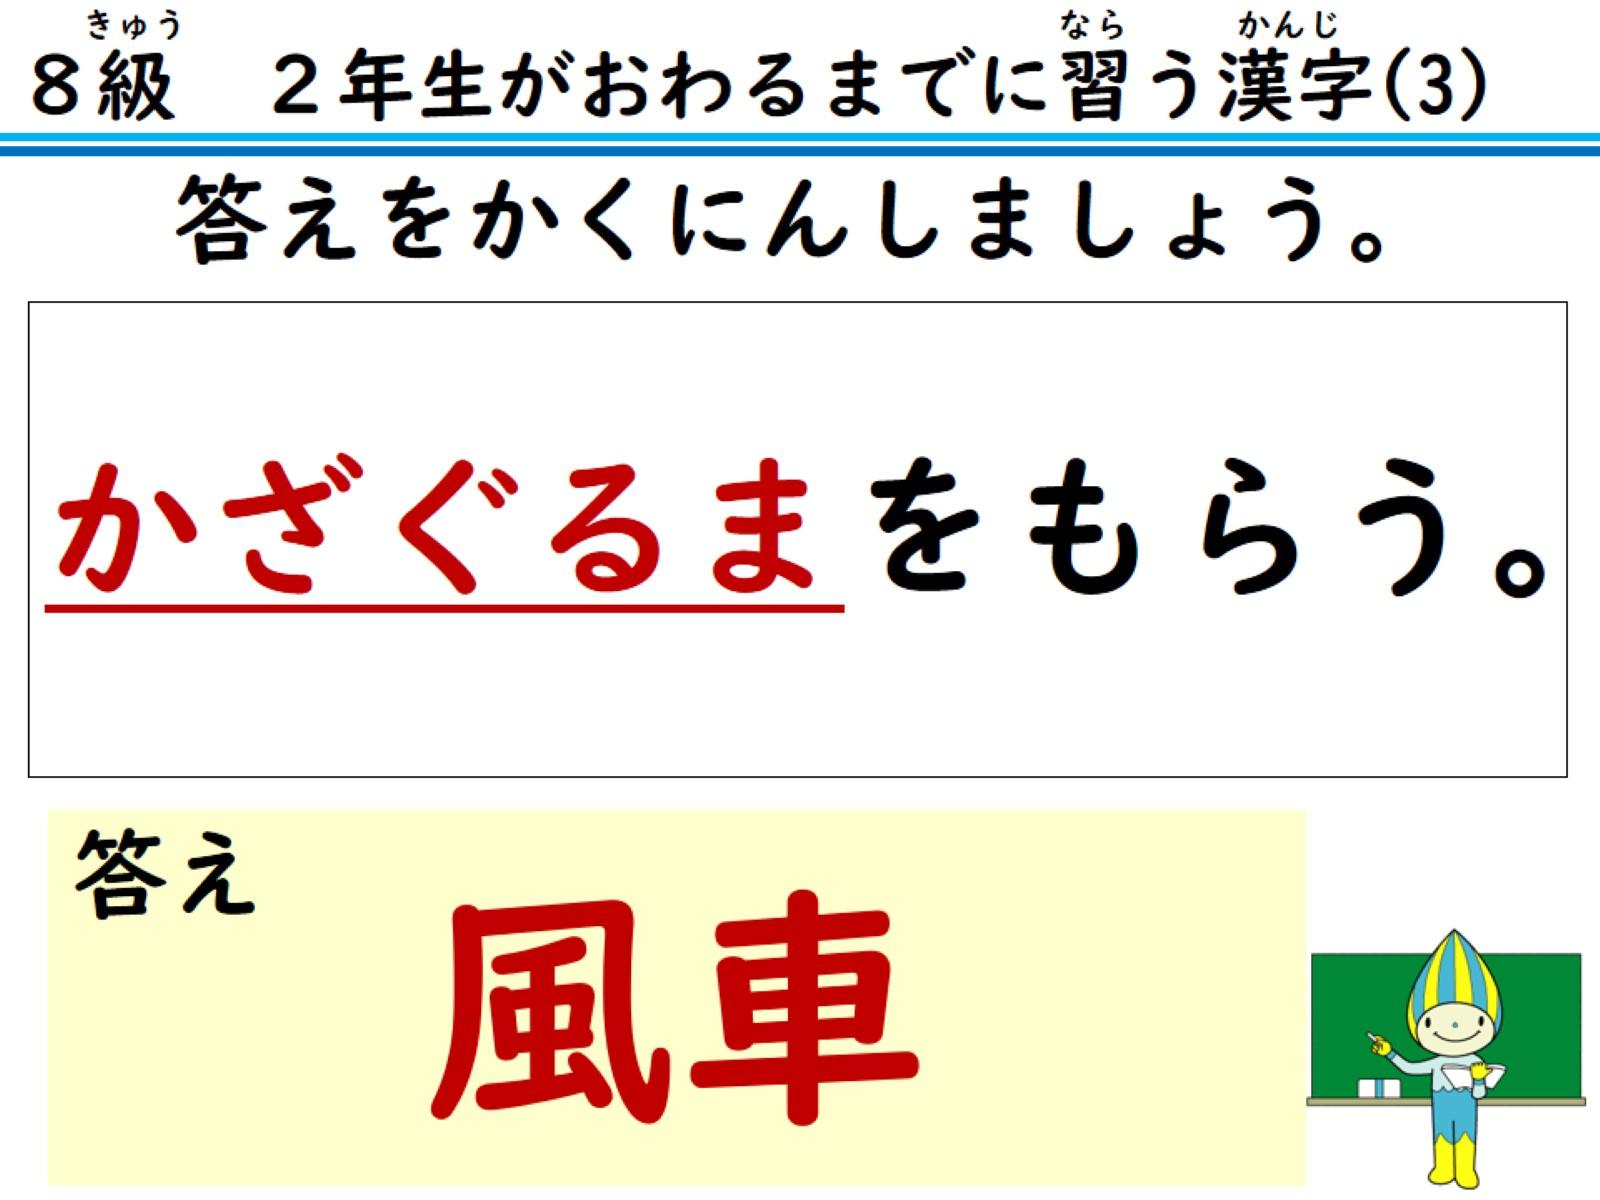 きゅう なら かんじ
８級　２年生がおわるまでに習う漢字(3)
答えをかくにんしましょう。
かざぐるまをもらう。
答え
風車